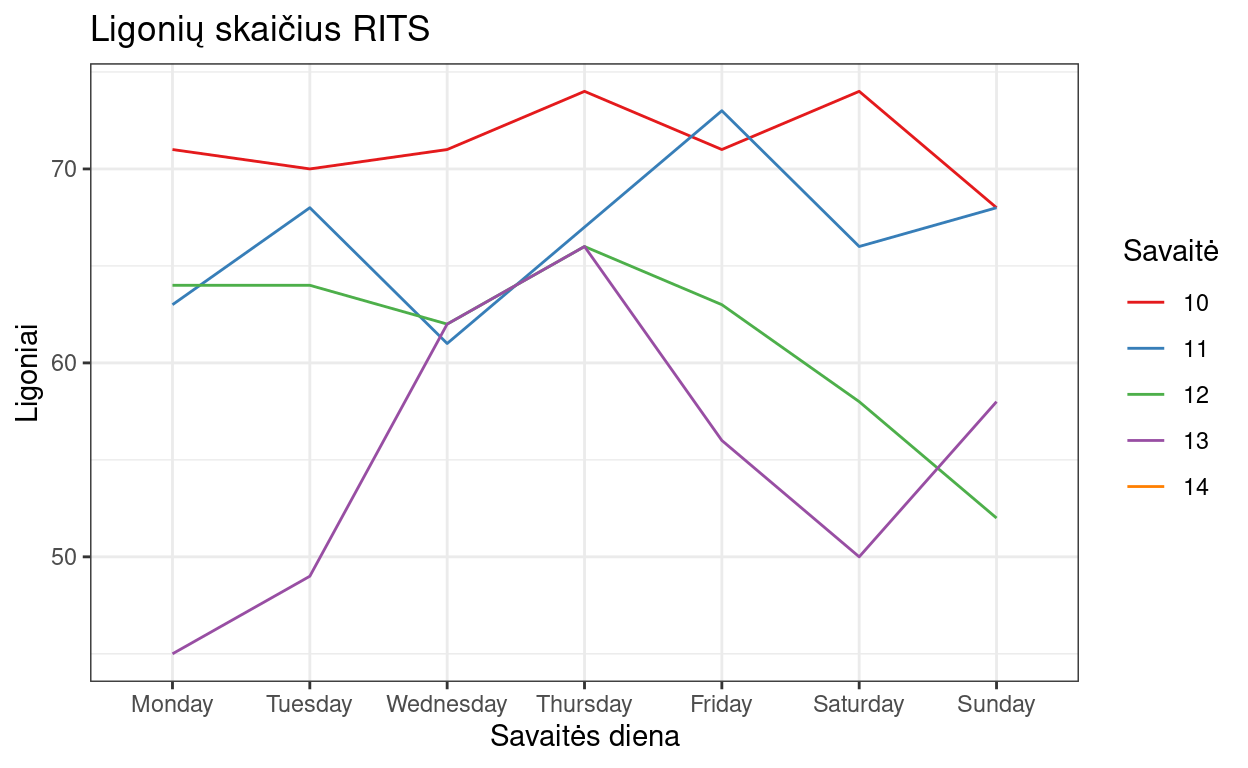 Ligonių skaičius RITS
Ligoniai
70
60
50
Monday Tuesday Wednesday Thursday Friday Saturday Sunday
Savaitės diena
Savaitė
10
11
12
13
14